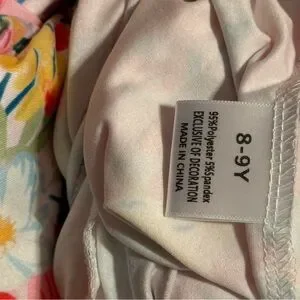 8-9Y
95%Polyester 5%Spandex
EXCLUSIVE OF DECORATION
MADE IN CHINA